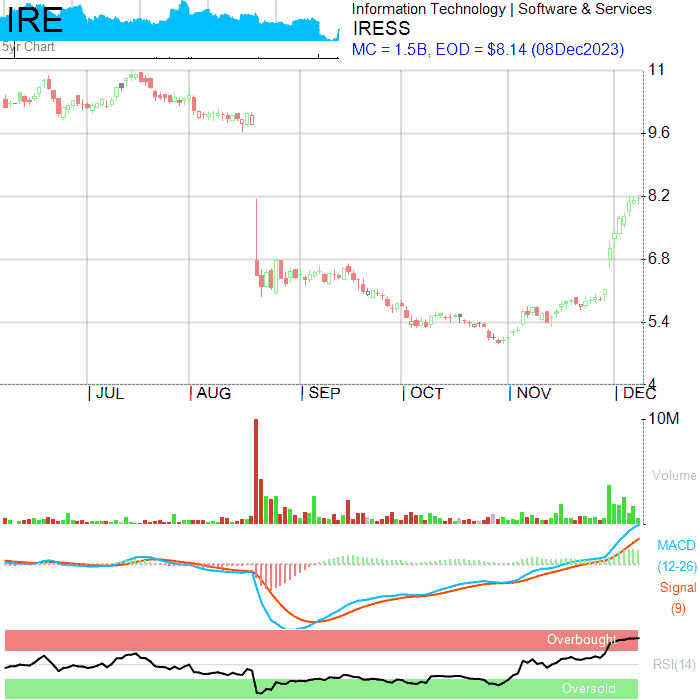 IRE
5yr Chart
Information Technology | Software & Services
IRESS
MC = 1.5B, EOD = $8.14 (08Dec2023)
11
9.6
8.2
6.8
5.4
4
| JUL
| AUG
| SEP
| OCT
| NOV
| DEC
10M
Volume
MACD
(12-26)
Signal
(9)
Overbought
RSI(14)
Oversold